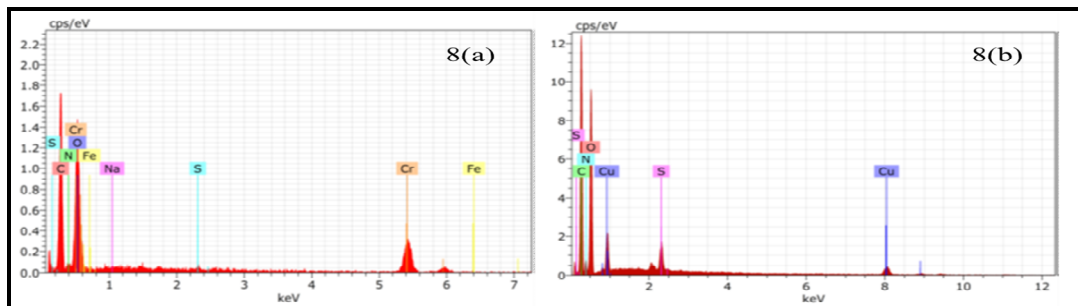 cps/eV
8(a)
2.2
2.0
1.8
1.6
1.4
1.2
1.0
0.8
0.6
0.4
0.2
0.0
Cr
S O
N Fe
C Na S Cr Fe
1 2 3 4 5 6 7
keV
cps/eV
8(b)
12
10
8
6
4
2
0
S
O
N
C Cu S Cu
2 4 6 8 10 12
keV